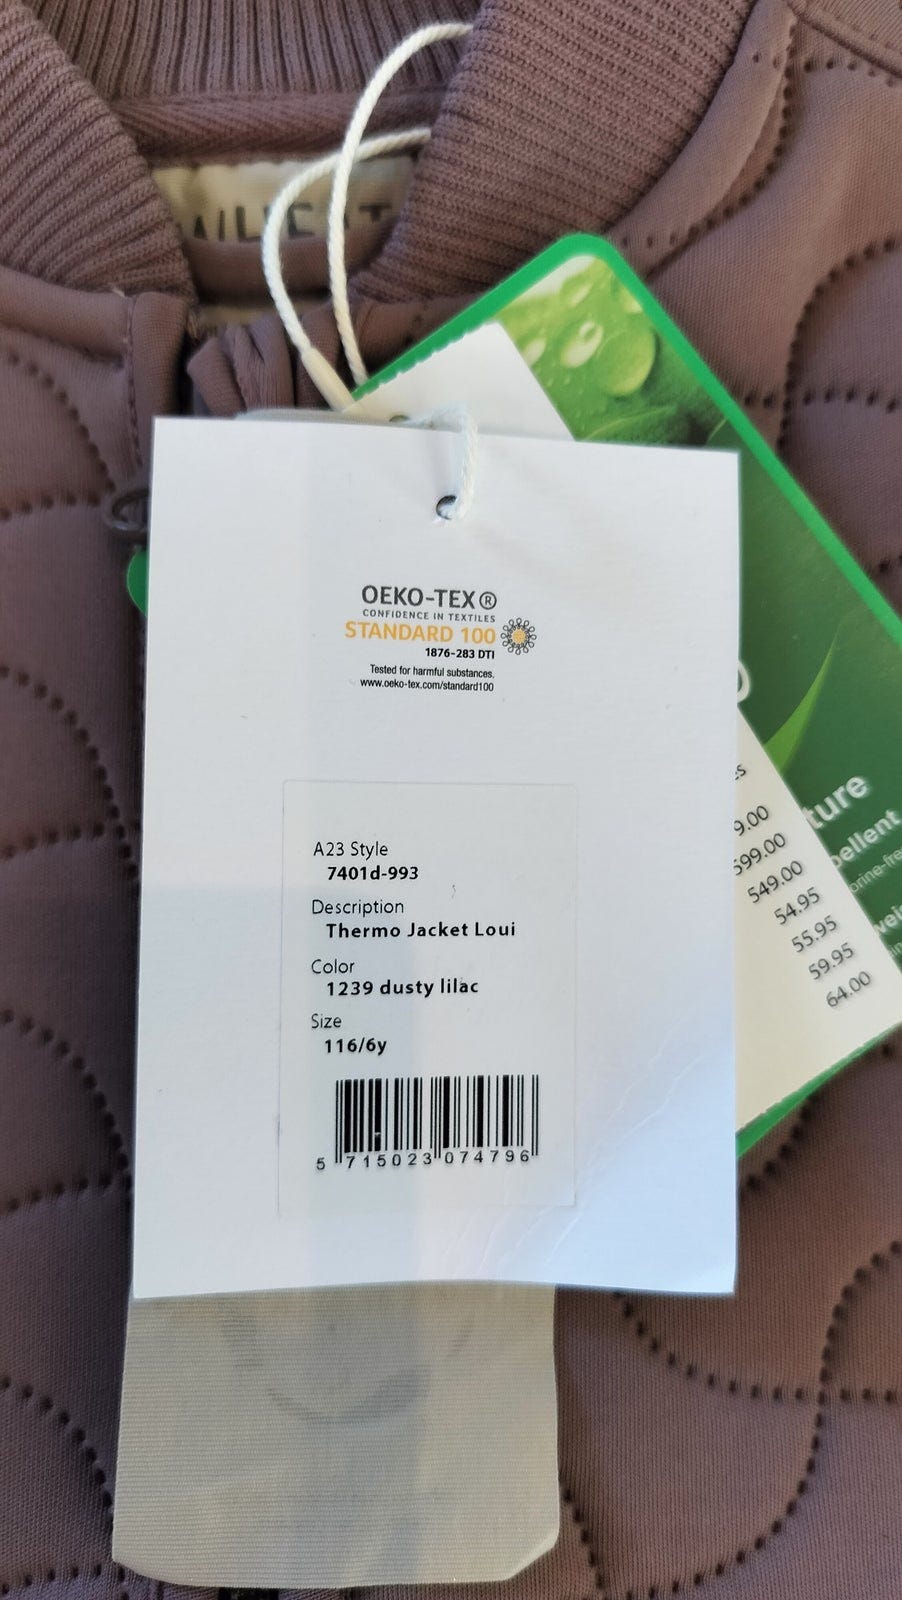 OEKO-TEX®
CONFIDENCE IN TEXTILES
STANDARD 100
1876-283 DTI
Tested for harmful substances.
www.oeko-tex.com/standard100
A23 Style
7401d-993
Description
Thermo Jacket Loui
Color
1239 dusty lilac
Size
116/6y
5 715023 074796
9.00
599.00
549.00
54.95
55.95
59.95
64.00
ture
pellent